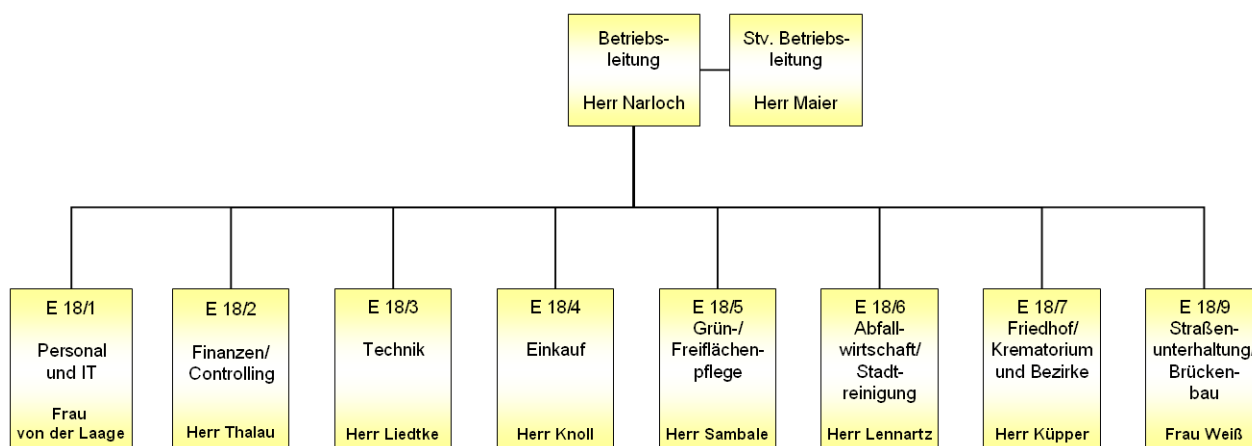 Betriebs-
leitung
Herr Narloch
Stv. Betriebs-
leitung
Herr Maier
E 18/1
Personal
und IT
Frau
von der Laage
E 18/2
Finanzen/
Controlling
Herr Thalau
E 18/3
Technik
Herr Liedtke
E 18/4
Einkauf
Herr Knoll
E 18/5
Grün-/
Freiflächen-
pflege
Herr Sambale
E 18/6
Abfall-
wirtschaft/
Stadt-
reinigung
Herr Lennartz
E 18/7
Friedhof/
Krematorium
und Bezirke
Herr Küpper
E 18/9
Straßen-
unterhaltung/
Brücken-
bau
Frau Weiß